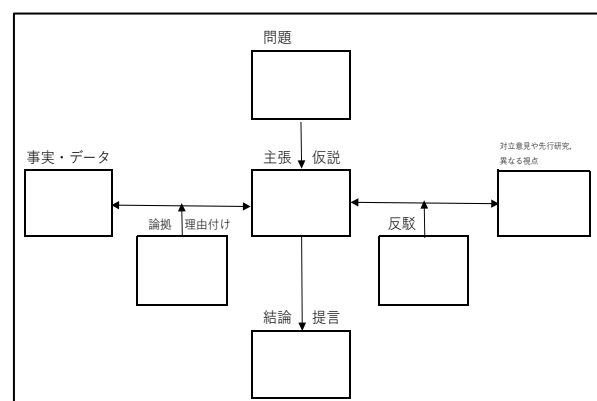 問題
対立意見や先行研究、
異なる視点
事実・データ
主張 仮説
論拠 理由付け
反駁
結論 提言